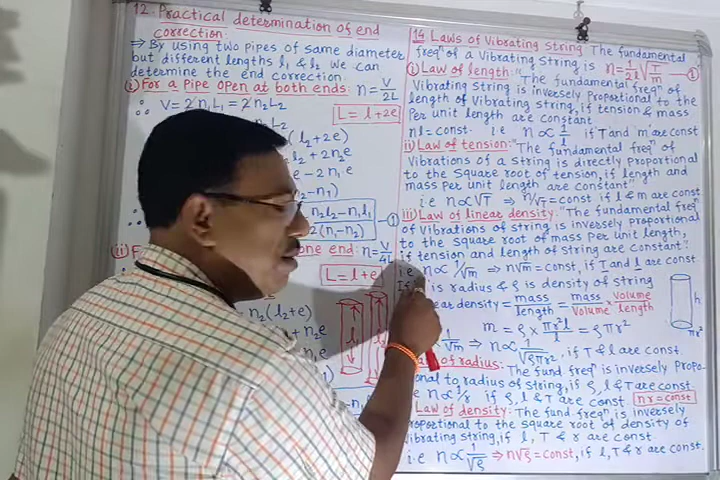 12. Practical determination of end
correction:
⇒ By using two pipes of same diameter
but different lengths l₁ & l₂ we can
determine the end correction.
(i) For a Pipe open at both ends: n = V/2L
∴ V = 2n₁L₁ = 2n₂L₂
L = l + 2e
(l₂ + 2e)
l₂ + 2n₂e
e - 2n₁e
- n₁)
n₂l₂ - n₁l₁
2(n₁ - n₂)
(ii) F
one end: n = V/4L
L = l + e
n₂(l₂+e)
+ n₂e
14 Laws of Vibrating String The fundamental
freqⁿ of a Vibrating String is n = 1/2l √T/m —①
(i) Law of length: "The fundamental freqⁿ of
Vibrating string is inversely Proportional to the
length of Vibrating string, if tension & mass
Per unit length are constant
nl = const. i.e n ∝ 1/l if T and m are const
(ii) Law of tension: "The fundamental freqⁿ of
Vibrations of a string is directly Proportional
to the square root of tension, if length and
mass per unit length are constant"
i.e n ∝ √T ⇒ n/√T = const if l & m are const
(iii) Law of linear density: "The fundamental freqⁿ
of Vibrations of string is inversely Proportional
to the square root of mass Per unit length,
if tension and length of string are constant"
i.e n ∝ 1/√m ⇒ n√m = const, if T and l are const
If is radius & ρ is density of string
ear density = mass/length = mass/volume × volume/length
m = ρ × πr²l/l = ρπr²
1/√m ⇒ n ∝ 1/√ρπr², if T & l are const.
of radius: The fund freqⁿ is inversely Propo-
al to radius of string, if ρ, l & T are const
n ∝ 1/r if ρ, l & T are const nr = const
Law of density: The fund. freqⁿ is inversely
roportional to the square root of density of
ibrating string, if l, T & r are const
i.e n ∝ 1/√ρ ⇒ n√ρ = const, if l, T & r are const.